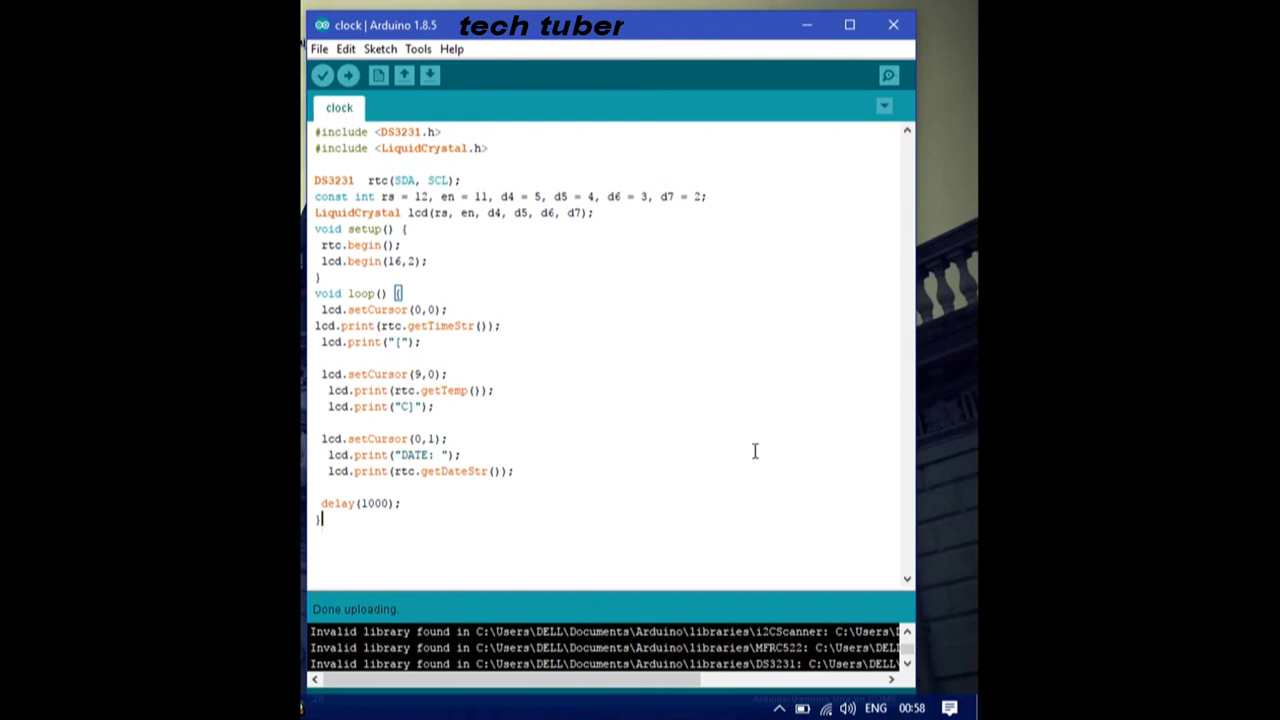 clock | Arduino 1.8.5
tech tuber
File Edit Sketch Tools Help
clock
#include <DS3231.h>
#include <LiquidCrystal.h>
DS3231  rtc(SDA, SCL);
const int rs = 12, en = 11, d4 = 5, d5 = 4, d6 = 3, d7 = 2;
LiquidCrystal lcd(rs, en, d4, d5, d6, d7);
void setup() {
 rtc.begin();
 lcd.begin(16,2);
}
void loop() {
 lcd.setCursor(0,0);
lcd.print(rtc.getTimeStr());
 lcd.print("[");
 lcd.setCursor(9,0);
  lcd.print(rtc.getTemp());
  lcd.print("C]");
 lcd.setCursor(0,1);
  lcd.print("DATE: ");
  lcd.print(rtc.getDateStr());
 delay(1000);
}
Done uploading.
Invalid library found in C:\Users\DELL\Documents\Arduino\libraries\i2CScanner: C:\Users\
Invalid library found in C:\Users\DELL\Documents\Arduino\libraries\MFRC522: C:\Users\DELL
Invalid library found in C:\Users\DELL\Documents\Arduino\libraries\DS3231: C:\Users\DELL\
ENG 00:58